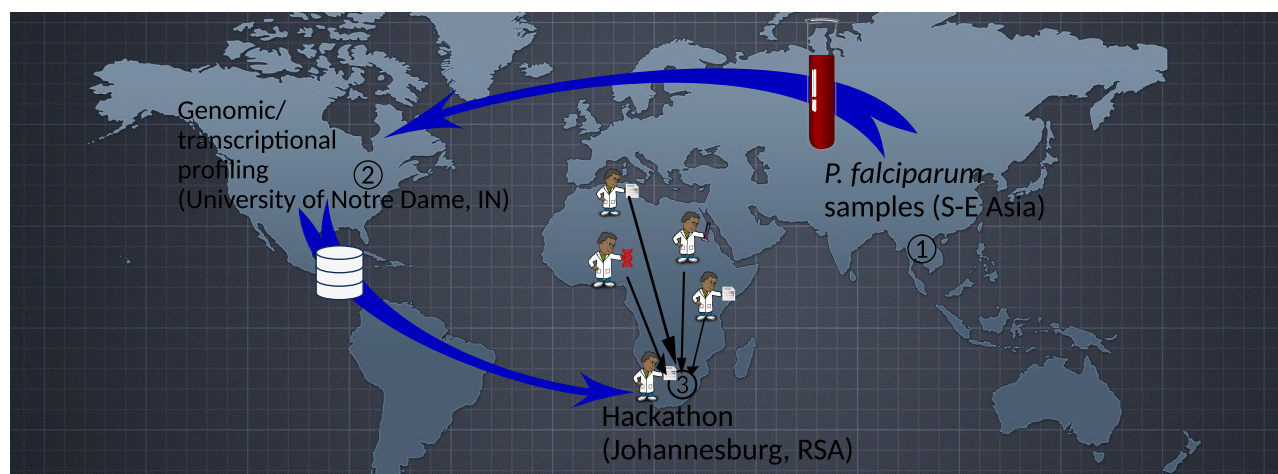 Genomic/
transcriptional
profiling
②
(University of Notre Dame, IN)
P. falciparum
samples (S-E Asia)
①
③
Hackathon
(Johannesburg, RSA)